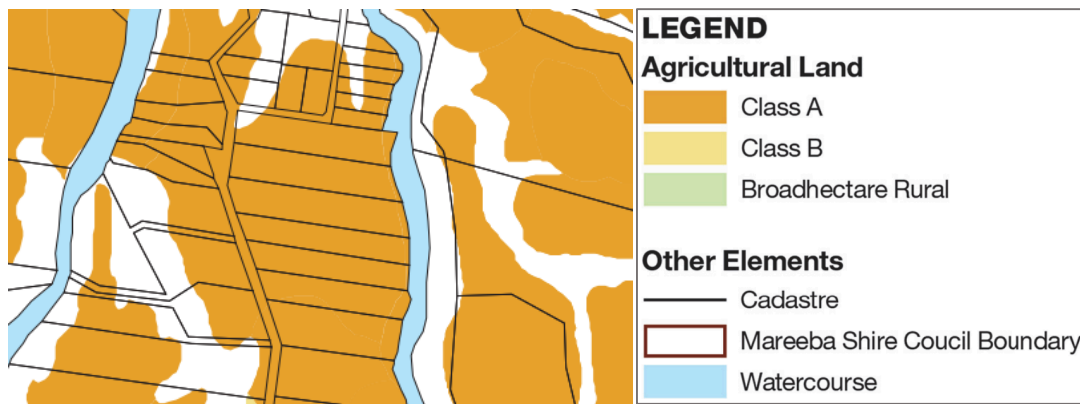 LEGEND
Agricultural Land
Class A
Class B
Broadhectare Rural
Other Elements
Cadastre
Mareeba Shire Coucil Boundary
Watercourse